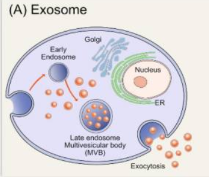 (A) Exosome
Golgi
Early
Endosome
Nucleus
ER
Late endosome
Multivesicular body
(MVB)
Exocytosis